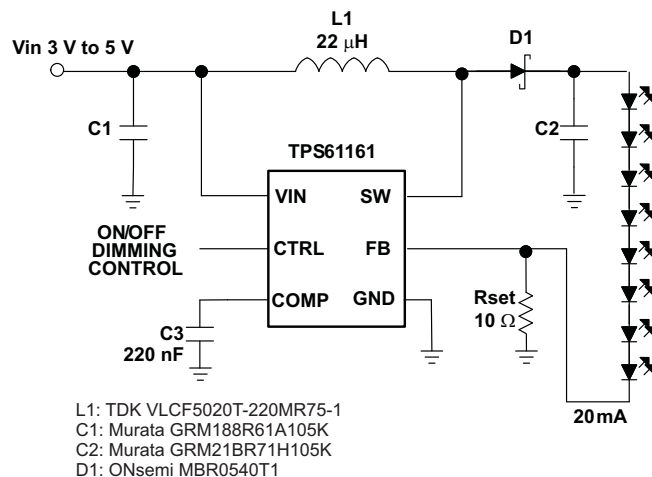 L1
22 μH
Vin 3 V to 5 V
D1
C1
C2
TPS61161
VIN
SW
ON/OFF
DIMMING
CONTROL
CTRL
FB
COMP
GND
Rset
10 Ω
C3
220 nF
20mA
L1: TDK VLCF5020T-220MR75-1
C1: Murata GRM188R61A105K
C2: Murata GRM21BR71H105K
D1: ONsemi MBR0540T1